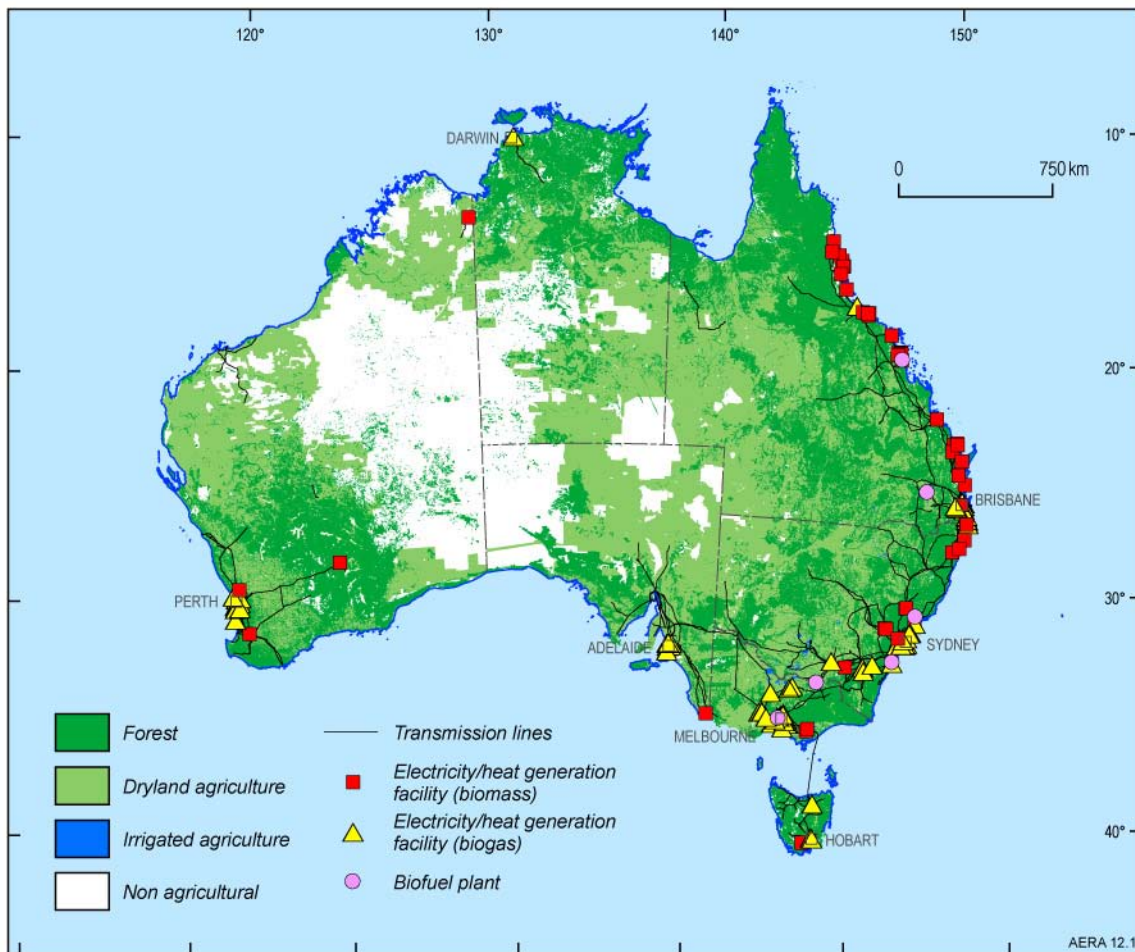 120°
130°
140°
150°
DARWIN
10°
0
750 km
20°
BRISBANE
PERTH
30°
ADELAIDE
SYDNEY
MELBOURNE
HOBART
40°
Forest
Dryland agriculture
Irrigated agriculture
Non agricultural
Transmission lines
Electricity/heat generation
facility (biomass)
Electricity/heat generation
facility (biogas)
Biofuel plant
AERA 12.1